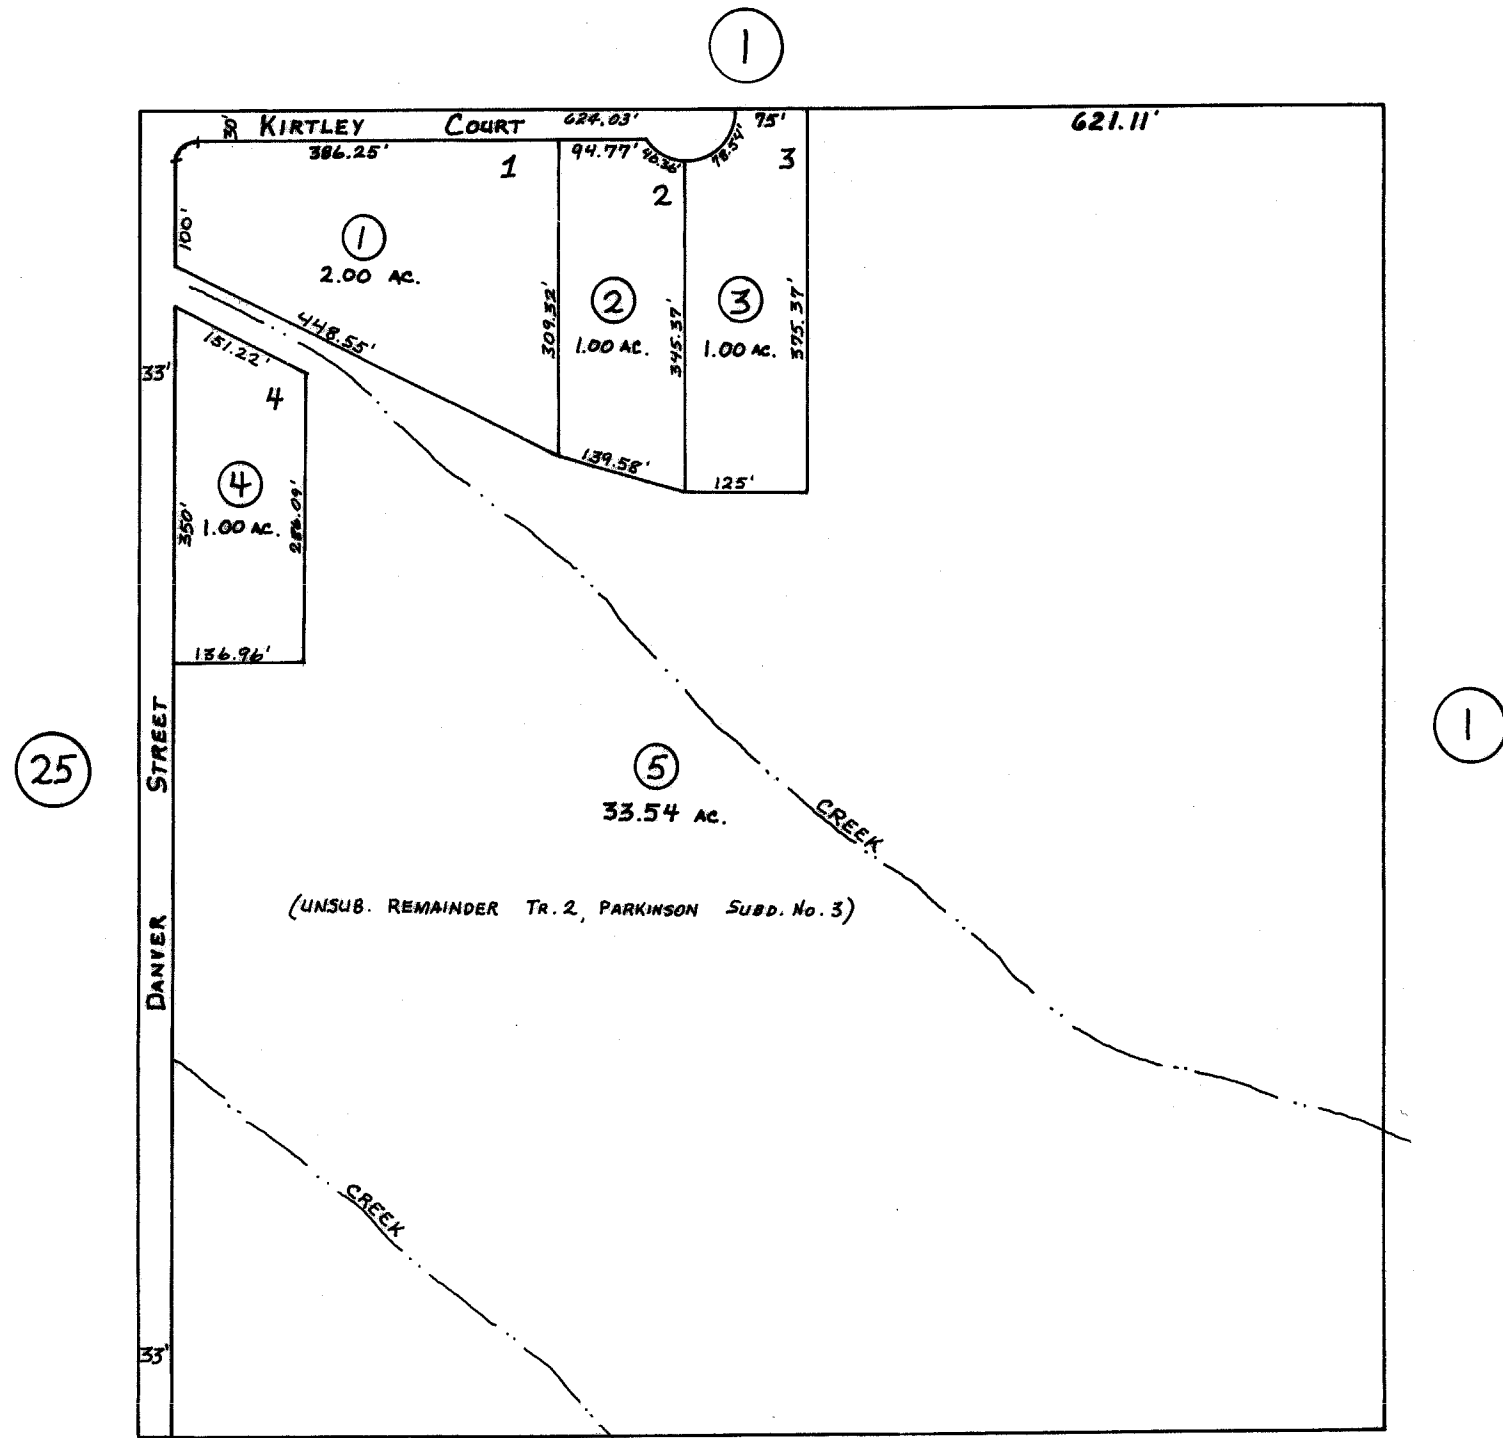 1
30' KIRTLEY COURT 624.03' 75' 621.11'
386.25' 1 94.77' 40.36' 78.54' 3
2
100'
1
2.00 AC.
2
1.00 AC.
3
1.00 AC.
309.32'
345.37'
375.37'
448.55'
151.22'
33'
4
139.58'
125'
4
1.00 AC.
350'
286.09'
136.96'
DANVER STREET
25
1
5
33.54 AC.
CREEK
(UNSUB. REMAINDER TR. 2, PARKINSON SUBD. No. 3)
CREEK
33'